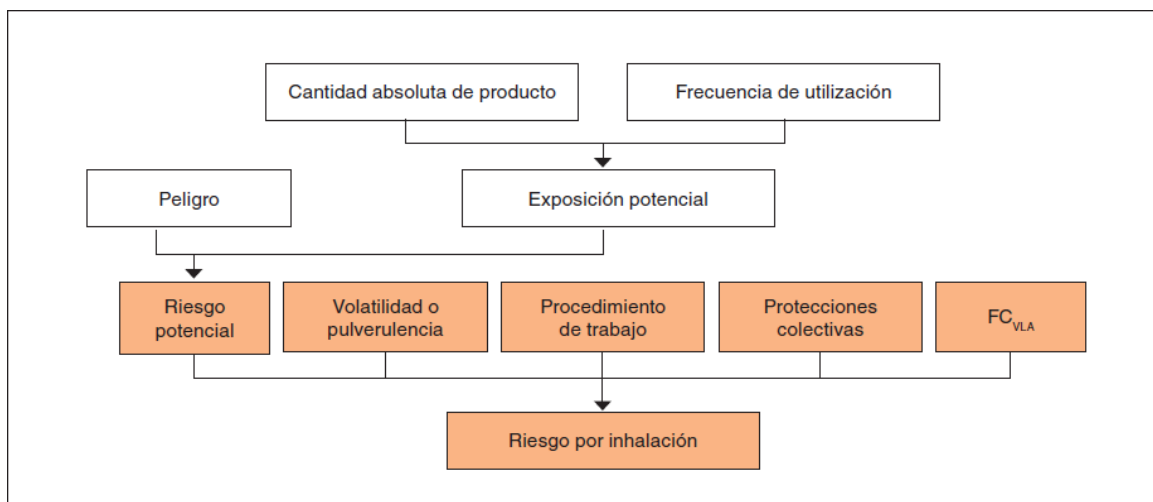 Cantidad absoluta de producto
Frecuencia de utilización
Peligro
Exposición potencial
Riesgo
potencial
Volatilidad o
pulverulencia
Procedimiento
de trabajo
Protecciones
colectivas
FCVLA
Riesgo por inhalación